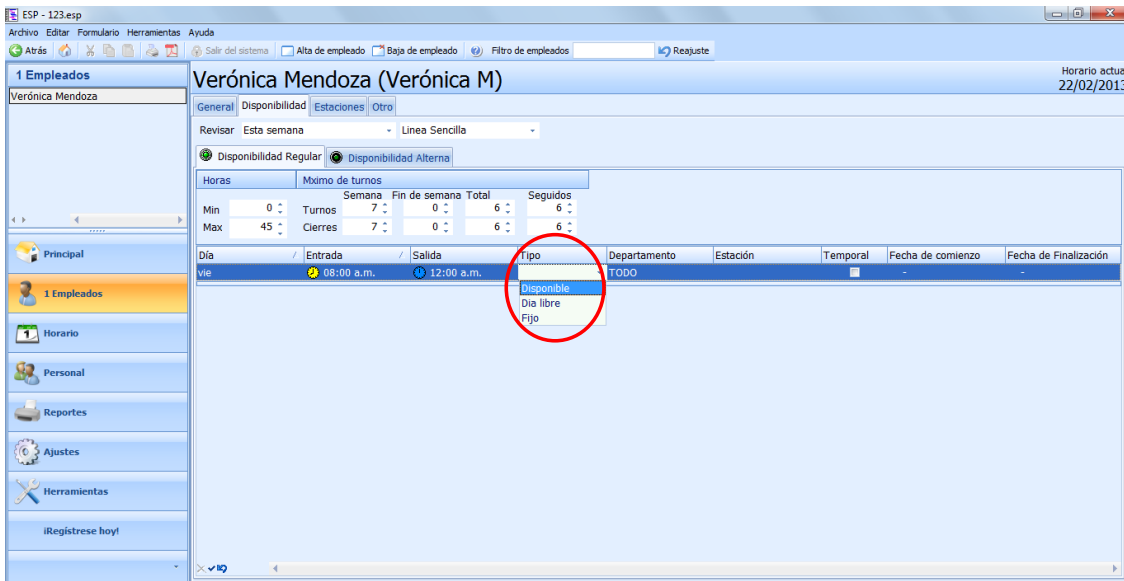 ESP - 123.esp
Archivo Editar Formulario Herramientas Ayuda
Atrás Salir del sistema Alta de empleado Baja de empleado Filtro de empleados Reajuste
1 Empleados
Verónica Mendoza
Verónica Mendoza (Verónica M)
Horario actua
22/02/2013
General Disponibilidad Estaciones Otro
Revisar Esta semana Linea Sencilla
Disponibilidad Regular Disponibilidad Alterna
Horas Mximo de turnos
Semana Fin de semana Total Seguidos
Min 0 Turnos 7 0 6 6
Max 45 Cierres 7 0 6 6
Día Entrada Salida Tipo Departamento Estación Temporal Fecha de comienzo Fecha de Finalización
vie 08:00 a.m. 12:00 a.m. TODO - -
Disponible
Dia libre
Fijo
Principal
1 Empleados
1 Horario
Personal
Reportes
Ajustes
Herramientas
¡Regístrese hoy!